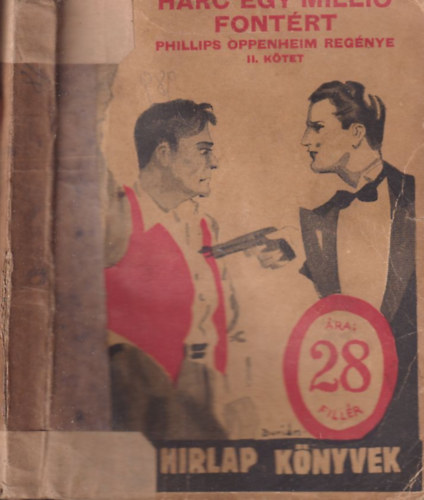 HARC EGY MILLIÓ
FONTÉRT
PHILLIPS OPPENHEIM REGÉNYE
II. KÖTET
ÁRA:
28
FILLÉR
HIRLAP KÖNYVEK